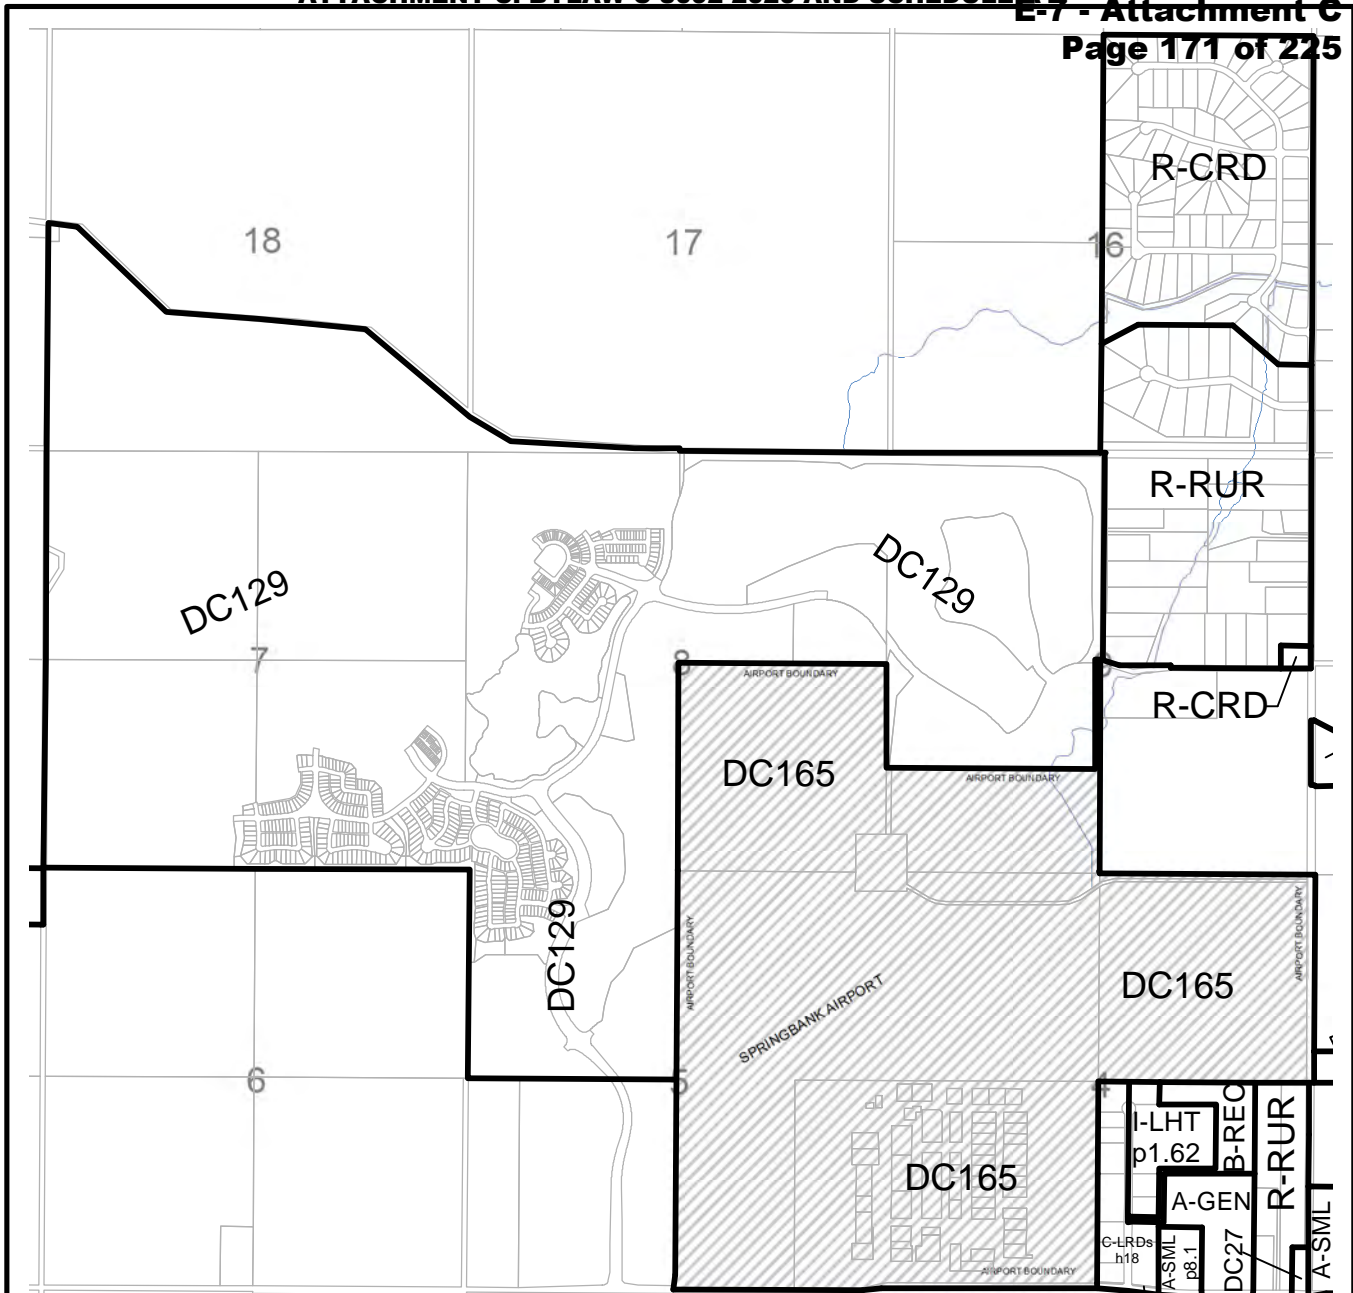 E-7 - Attachment C
Page 171 of 225
R-CRD
18
17
16
R-RUR
DC129
DC129
7
8
AIRPORT BOUNDARY
R-CRD
DC165
AIRPORT BOUNDARY
DC129
AIRPORT BOUNDARY
AIRPORT BOUNDARY
DC165
SPRINGBANK AIRPORT
6
5
4
I-LHT
p1.62
B-REC
R-RUR
DC165
A-GEN
C-LRDs
h18
A-SML
p8.1
DC27
A-SML
AIRPORT BOUNDARY